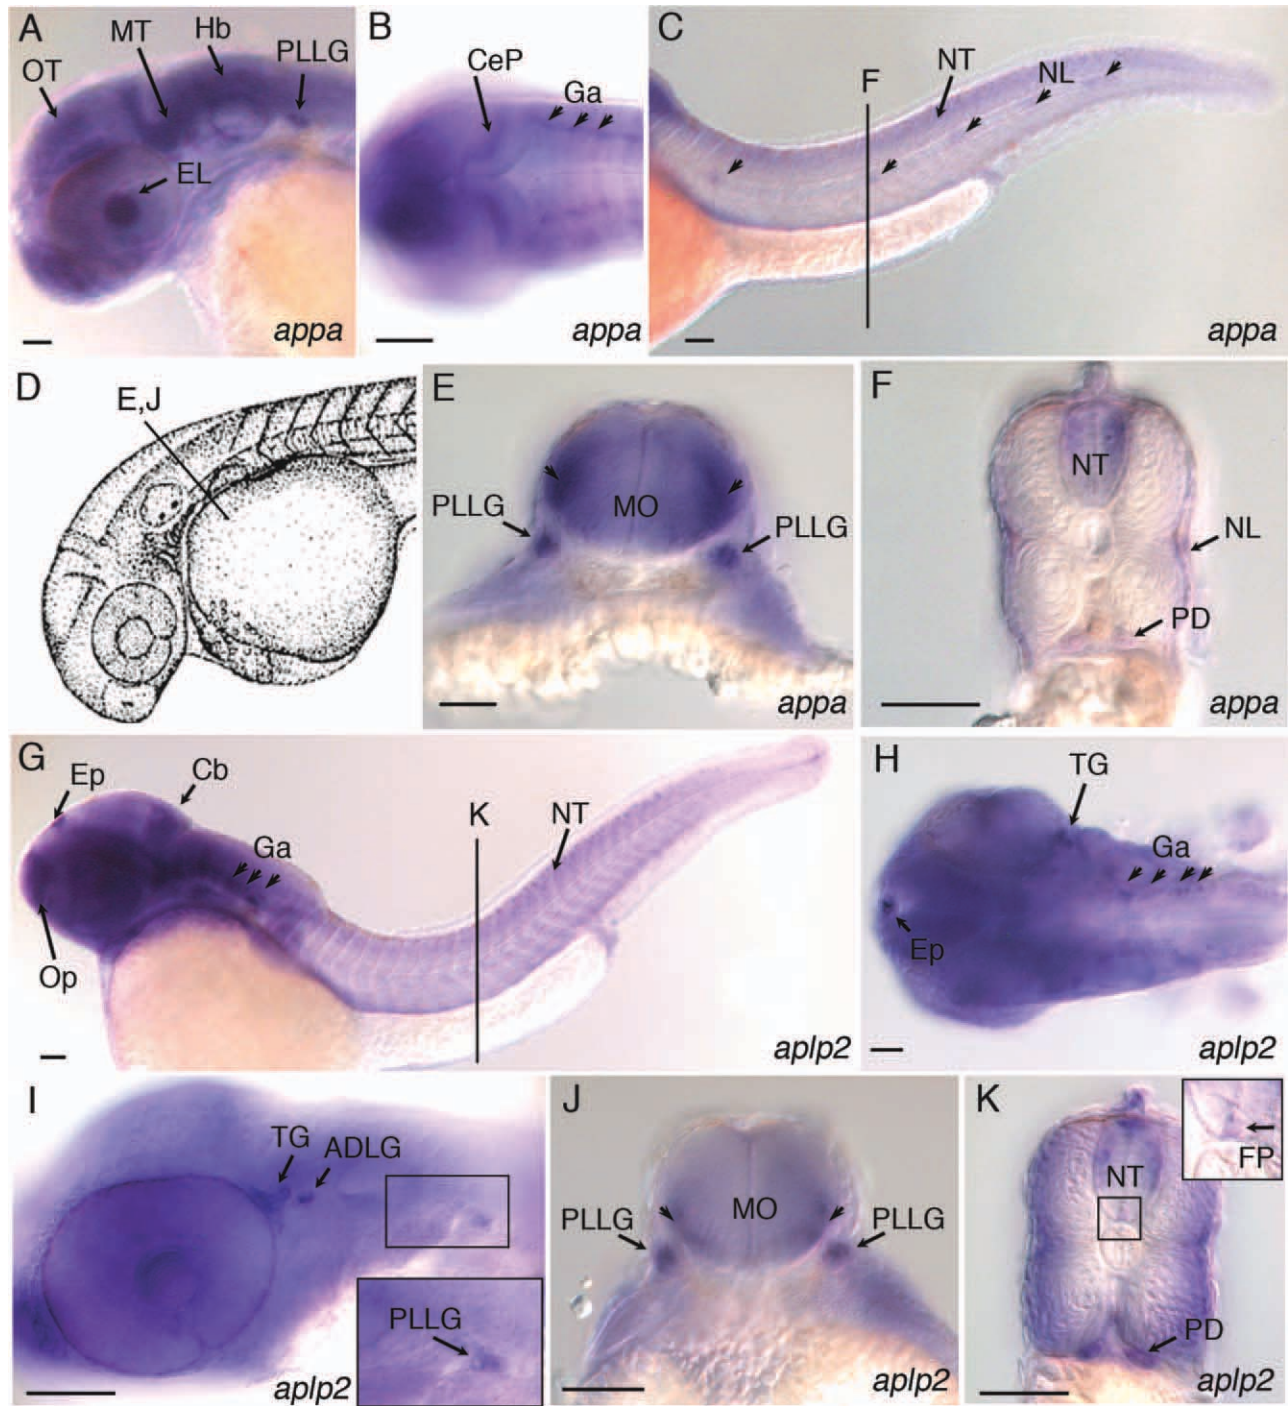 A
OT
MT
Hb
PLLG
EL
appa
B
CeP
Ga
appa
C
F
NT
NL
appa
D
E,J
E
PLLG
MO
PLLG
appa
F
NT
NL
PD
appa
G
Ep
Cb
Ga
K
NT
Op
aplp2
H
TG
Ga
Ep
aplp2
I
TG
ADLG
PLLG
aplp2
J
PLLG
MO
PLLG
aplp2
K
FP
NT
PD
aplp2